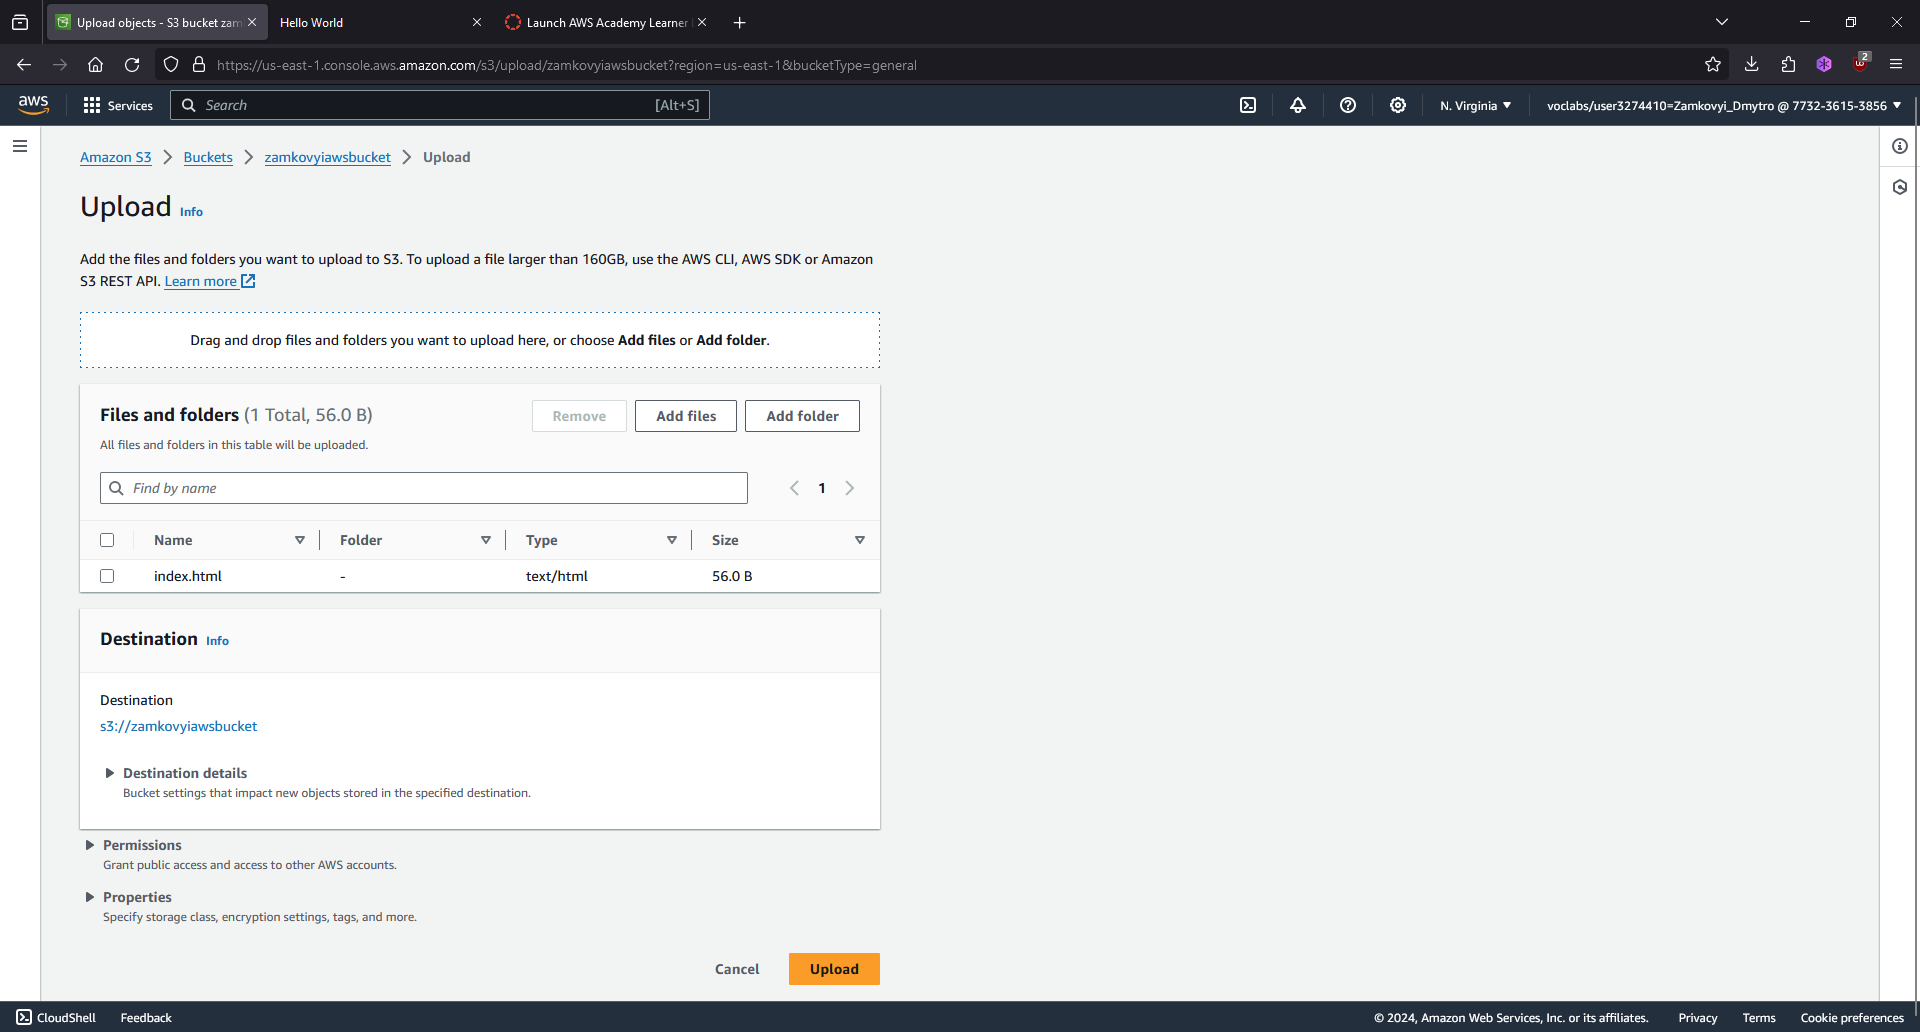 Upload objects - S3 bucket zam
Hello World
Launch AWS Academy Learner
https://us-east-1.console.aws.amazon.com/s3/upload/zamkovyiawsbucket?region=us-east-1&bucketType=general
2
aws
Services
Search
[Alt+S]
N. Virginia
voclabs/user3274410=Zamkovyi_Dmytro @ 7732-3615-3856
Amazon S3
Buckets
zamkovyiawsbucket
Upload
Upload Info
Add the files and folders you want to upload to S3. To upload a file larger than 160GB, use the AWS CLI, AWS SDK or Amazon
S3 REST API. Learn more
Drag and drop files and folders you want to upload here, or choose Add files or Add folder.
Files and folders (1 Total, 56.0 B)
Remove
Add files
Add folder
All files and folders in this table will be uploaded.
Find by name
1
Name
Folder
Type
Size
index.html
-
text/html
56.0 B
Destination Info
Destination
s3://zamkovyiawsbucket
Destination details
Bucket settings that impact new objects stored in the specified destination.
Permissions
Grant public access and access to other AWS accounts.
Properties
Specify storage class, encryption settings, tags, and more.
Cancel
Upload
CloudShell
Feedback
© 2024, Amazon Web Services, Inc. or its affiliates.
Privacy
Terms
Cookie preferences